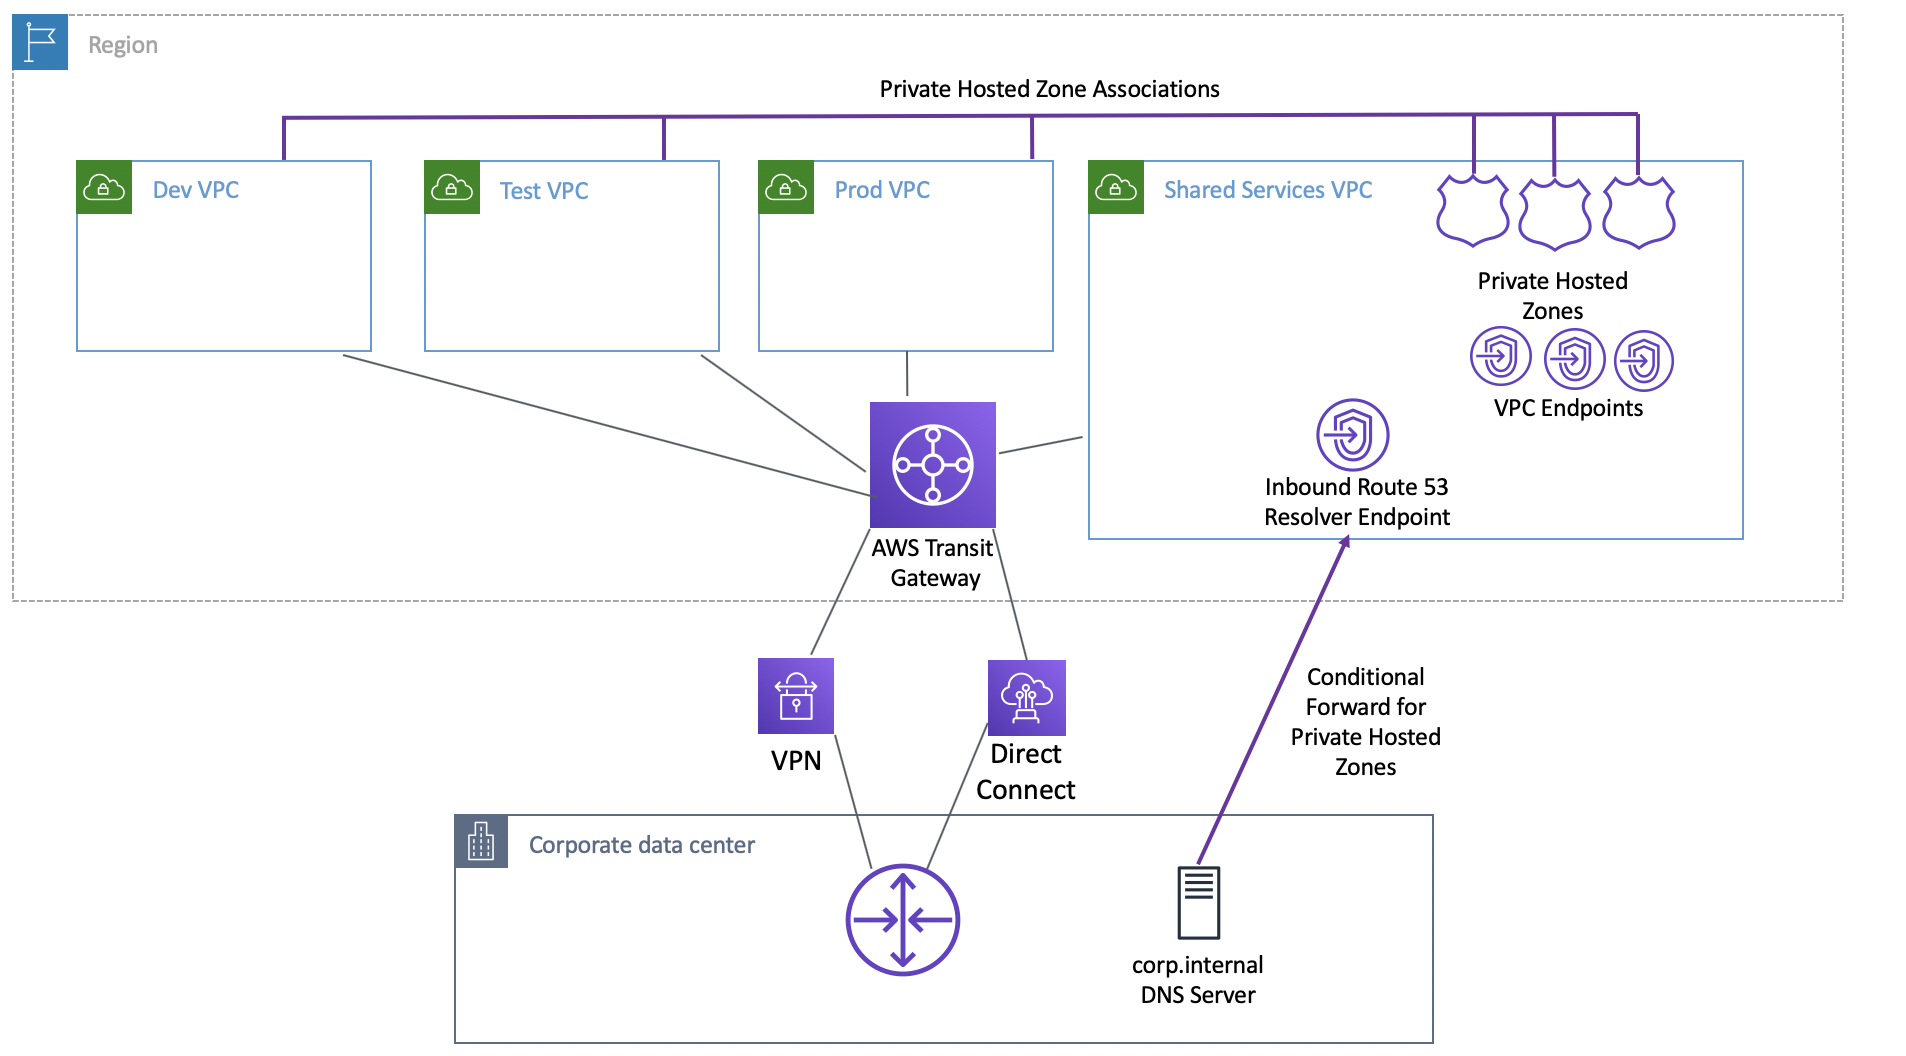 Region
Private Hosted Zone Associations
Dev VPC
Test VPC
Prod VPC
Shared Services VPC
Private Hosted
Zones
VPC Endpoints
Inbound Route 53
Resolver Endpoint
AWS Transit
Gateway
VPN
Direct
Connect
Conditional
Forward for
Private Hosted
Zones
Corporate data center
corp.internal
DNS Server